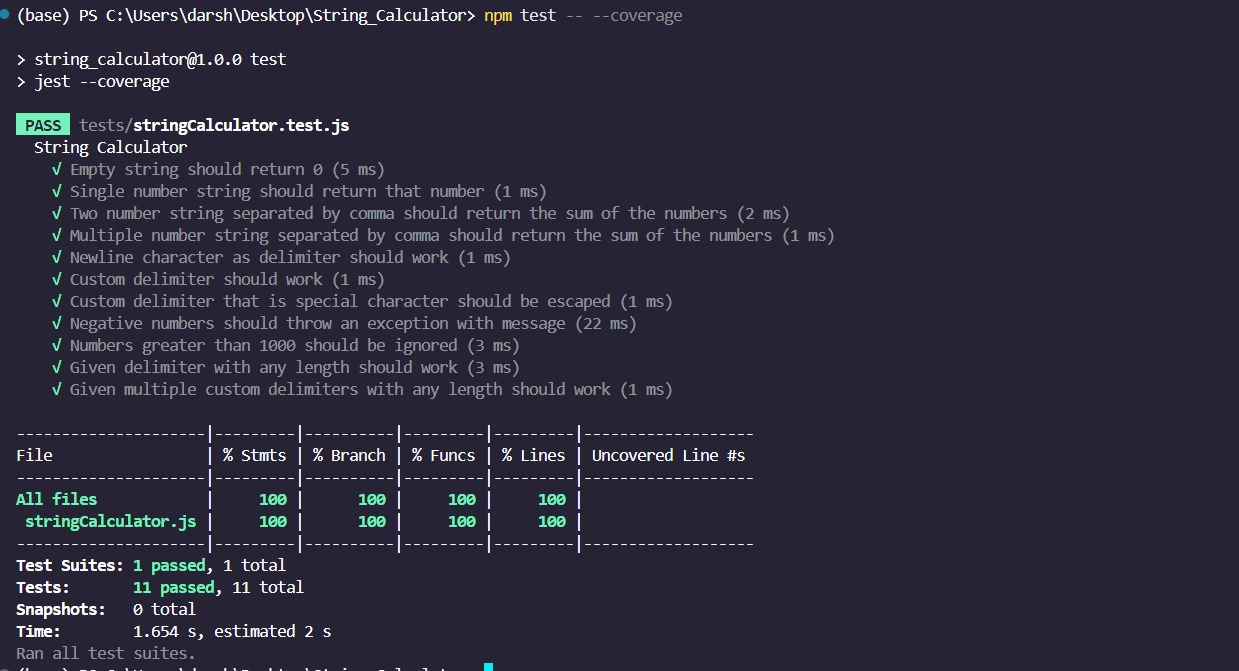 (base) PS C:\Users\darsh\Desktop\String_Calculator> npm test -- --coverage
> string_calculator@1.0.0 test
> jest --coverage
PASS tests/stringCalculator.test.js
String Calculator
√ Empty string should return 0 (5 ms)
√ Single number string should return that number (1 ms)
√ Two number string separated by comma should return the sum of the numbers (2 ms)
√ Multiple number string separated by comma should return the sum of the numbers (1 ms)
√ Newline character as delimiter should work (1 ms)
√ Custom delimiter should work (1 ms)
√ Custom delimiter that is special character should be escaped (1 ms)
√ Negative numbers should throw an exception with message (22 ms)
√ Numbers greater than 1000 should be ignored (3 ms)
√ Given delimiter with any length should work (3 ms)
√ Given multiple custom delimiters with any length should work (1 ms)
---------------------|---------|----------|---------|---------|-------------------
File                 | % Stmts | % Branch | % Funcs | % Lines | Uncovered Line #s
---------------------|---------|----------|---------|---------|-------------------
All files            |     100 |      100 |     100 |     100 |
 stringCalculator.js |     100 |      100 |     100 |     100 |
---------------------|---------|----------|---------|---------|-------------------
Test Suites: 1 passed, 1 total
Tests:       11 passed, 11 total
Snapshots:   0 total
Time:        1.654 s, estimated 2 s
Ran all test suites.